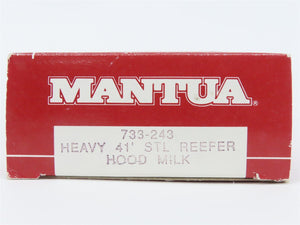 MANTUA®
733-243
HEAVY 41' STL REEFER
HOOD MILK